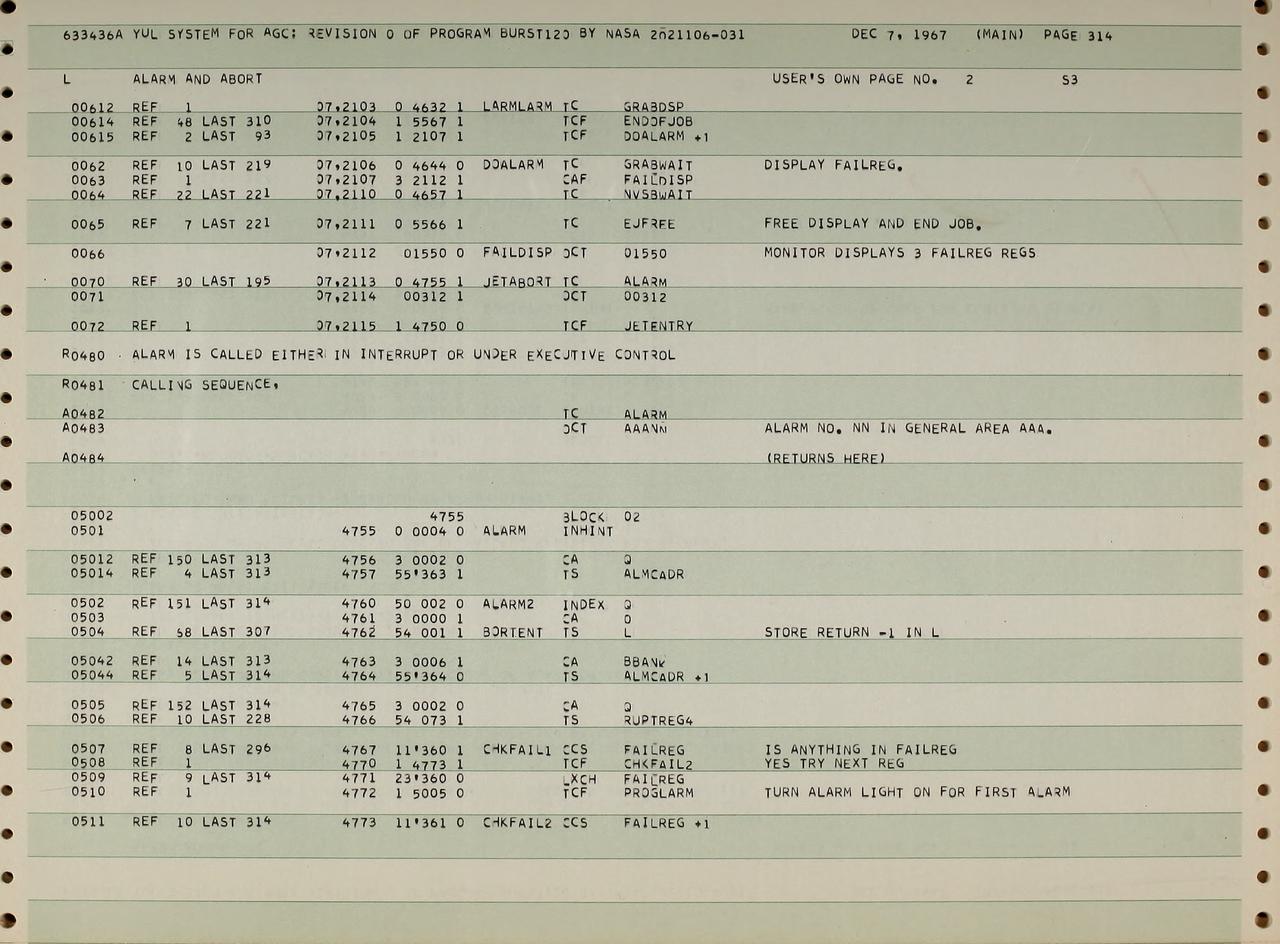 633436A YUL SYSTEM FOR AGC: REVISION 0 OF PROGRAM BURST120 BY NASA 2021106-031 DEC 7, 1967 (MAIN) PAGE 314
L ALARM AND ABORT USER'S OWN PAGE NO. 2 S3
00612 REF 1 07,2103 0 4632 1 LARMLARM TC GRABDSP
00614 REF 48 LAST 310 07,2104 1 5567 1 TCF ENDOFJOB
00615 REF 2 LAST 93 07,2105 1 2107 1 TCF DOALARM +1
0062 REF 10 LAST 219 07,2106 0 4644 0 DOALARM TC GRABWAIT DISPLAY FAILREG.
0063 REF 1 07,2107 3 2112 1 CAF FAILDISP
0064 REF 22 LAST 221 07,2110 0 4657 1 TC NVSBWAIT
0065 REF 7 LAST 221 07,2111 0 5566 1 TC EJFREE FREE DISPLAY AND END JOB.
0066 07,2112 01550 0 FAILDISP OCT 01550 MONITOR DISPLAYS 3 FAILREG REGS
0070 REF 30 LAST 195 07,2113 0 4755 1 JETABORT TC ALARM
0071 07,2114 00312 1 OCT 00312
0072 REF 1 07,2115 1 4750 0 TCF JETENTRY
R0480 ALARM IS CALLED EITHER IN INTERRUPT OR UNDER EXECUTIVE CONTROL
R0481 CALLING SEQUENCE,
A0482 TC ALARM
A0483 OCT AAANN ALARM NO. NN IN GENERAL AREA AAA.
A0484 (RETURNS HERE)
05002 4755 BLOCK 02
0501 4755 0 0004 0 ALARM INHINT
05012 REF 150 LAST 313 4756 3 0002 0 CA Q
05014 REF 4 LAST 313 4757 55'363 1 TS ALMCADR
0502 REF 151 LAST 314 4760 50 002 0 ALARM2 INDEX Q
0503 4761 3 0000 1 CA 0
0504 REF 58 LAST 307 4762 54 001 1 BORTENT TS L STORE RETURN -1 IN L
05042 REF 14 LAST 313 4763 3 0006 1 CA BBANK
05044 REF 5 LAST 314 4764 55'364 0 TS ALMCADR +1
0505 REF 152 LAST 314 4765 3 0002 0 CA Q
0506 REF 10 LAST 228 4766 54 073 1 TS RUPTREG4
0507 REF 8 LAST 296 4767 11'360 1 CHKFAIL1 CCS FAILREG IS ANYTHING IN FAILREG
0508 REF 1 4770 1 4773 1 TCF CHKFAIL2 YES TRY NEXT REG
0509 REF 9 LAST 314 4771 23'360 0 LXCH FAILREG
0510 REF 1 4772 1 5005 0 TCF PROGLARM TURN ALARM LIGHT ON FOR FIRST ALARM
0511 REF 10 LAST 314 4773 11'361 0 CHKFAIL2 CCS FAILREG +1